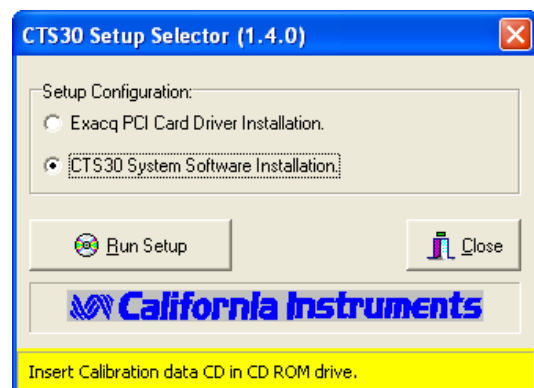 CTS30 Setup Selector (1.4.0)
Setup Configuration:
Exacq PCI Card Driver Installation.
CTS30 System Software Installation.
Run Setup
Close
California Instruments
Insert Calibration data CD in CD ROM drive.